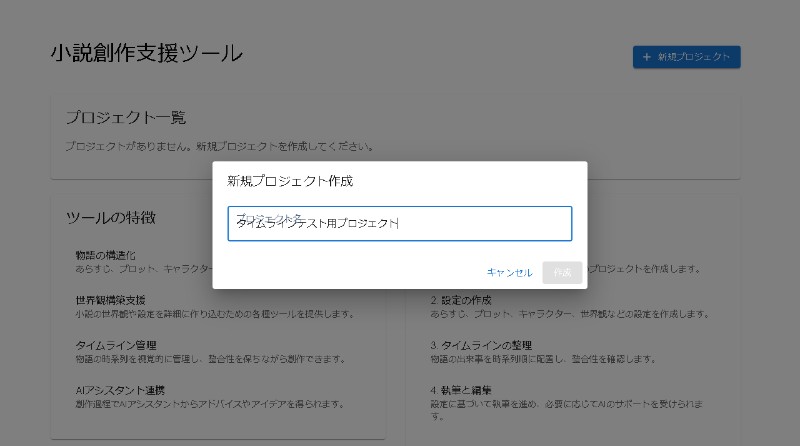 小説創作支援ツール
+ 新規プロジェクト
プロジェクト一覧
プロジェクトがありません。新規プロジェクトを作成してください。
新規プロジェクト作成
プロジェクト名
タイムラインテスト用プロジェクト
キャンセル
作成
ツールの特徴
物語の構造化
あらすじ、プロット、キャラクター
世界観構築支援
小説の世界観や設定を詳細に作り込むための各種ツールを提供します。
タイムライン管理
物語の時系列を視覚的に管理し、整合性を保ちながら創作できます。
AIアシスタント連携
創作過程でAIアシスタントからアドバイスやアイデアを得られます。
のプロジェクトを作成します。
2. 設定の作成
あらすじ、プロット、キャラクター、世界観などの設定を作成します。
3. タイムラインの整理
物語の出来事を時系列順に配置し、整合性を確認します。
4. 執筆と編集
設定に基づいて執筆を進め、必要に応じてAIのサポートを受けられま
す。